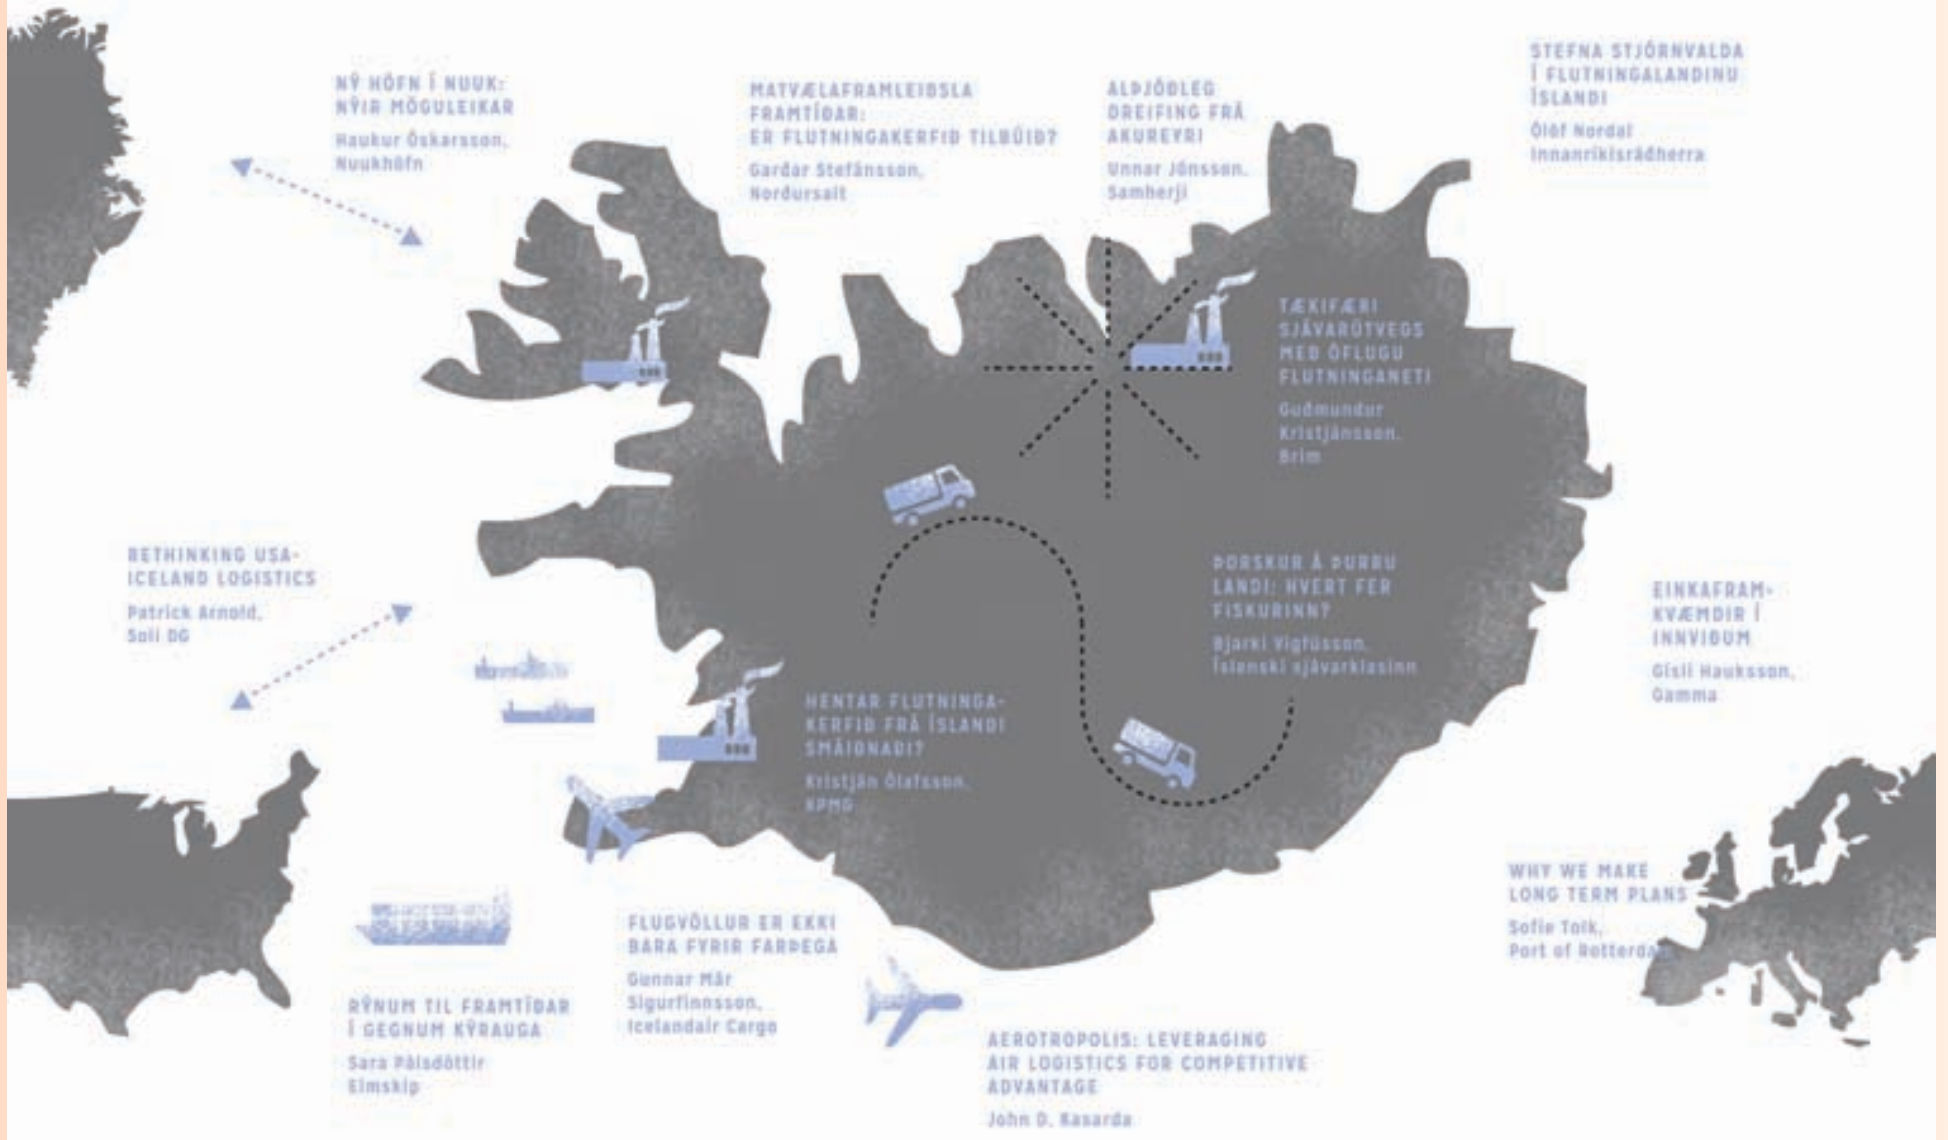 NÝ HÖFN Í NUUK:
NÝIR MÖGULEIKAR
Haukur Óskarsson,
Nuukhöfn
MATVÆLAFRAMLEIÐSLA
FRAMTÍÐAR:
ER FLUTNINGAKERFIÐ TILBÚIÐ?
Garðar Stefánsson,
Norðursalt
ALÞJÓÐLEG
DREIFING FRÁ
AKUREYRI
Unnar Jónsson,
Samherji
STEFNA STJÓRNVALDA
Í FLUTNINGALANDINU
ÍSLANDI
Ólöf Nordal
Innanríkisráðherra
TÆKIFÆRI
SJÁVARÚTVEGS
MEÐ ÖFLUGU
FLUTNINGANETI
Guðmundur
Kristjánsson,
Brim
RETHINKING USA-
ICELAND LOGISTICS
Patrick Arnold,
Soli DG
ÞORSKUR Á ÞURRU
LANDI: HVERT FER
FISKURINN?
Bjarki Vigfússon,
Íslenski sjávarklasinn
EINKAFRAM-
KVÆMDIR Í
INNVIÐUM
Gísli Hauksson,
Gamma
HENTAR FLUTNINGA-
KERFIÐ FRÁ ÍSLANDI
SMÁIÐNAÐI?
Kristján Ólafsson,
KPMG
WHY WE MAKE
LONG TERM PLANS
Sofie Tolk,
Port of Rotterdam
FLUGVÖLLUR ER EKKI
BARA FYRIR FARÞEGA
Gunnar Már
Sigurfinnsson,
Icelandair Cargo
RÝNUM TIL FRAMTÍÐAR
Í GEGNUM KÝRAUGA
Sara Pálsdóttir
Eimskip
AEROTROPOLIS: LEVERAGING
AIR LOGISTICS FOR COMPETITIVE
ADVANTAGE
John D. Kasarda